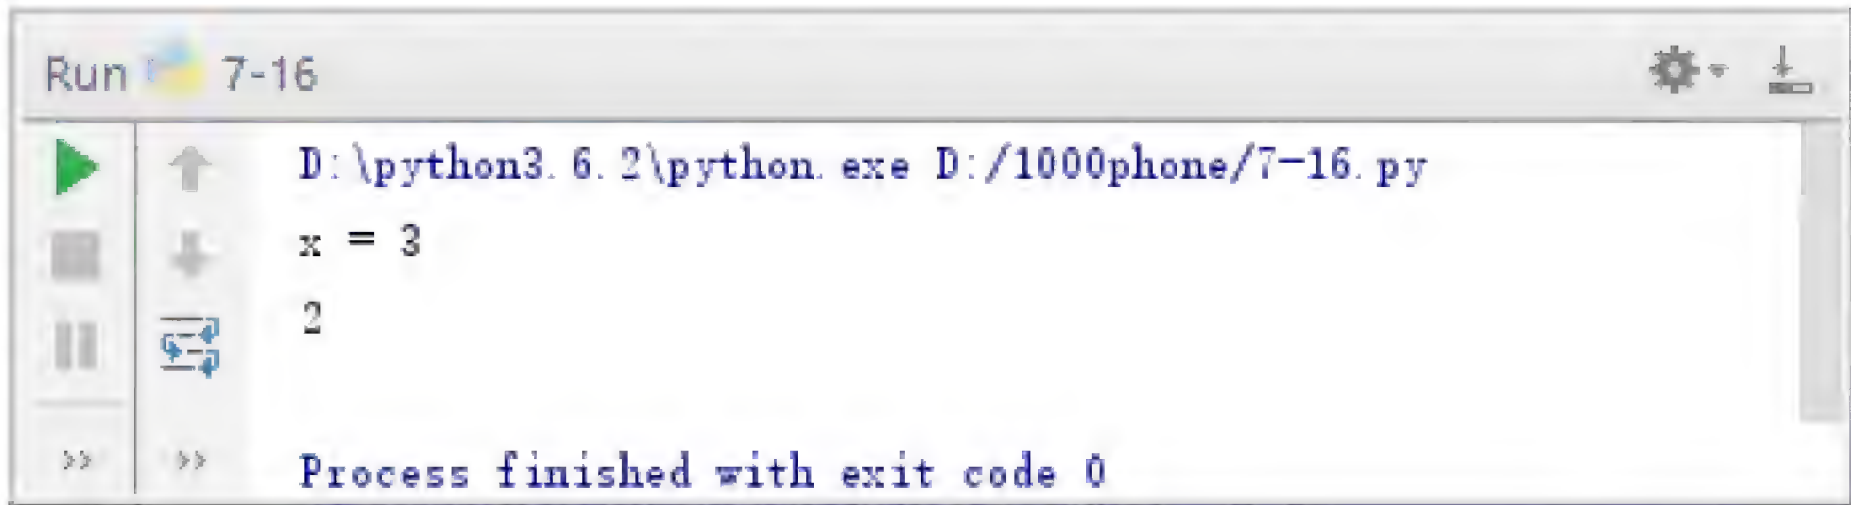 Run 7-16
D:\python3.6.2\python.exe D:/1000phone/7-16.py
x = 3
2
Process finished with exit code 0